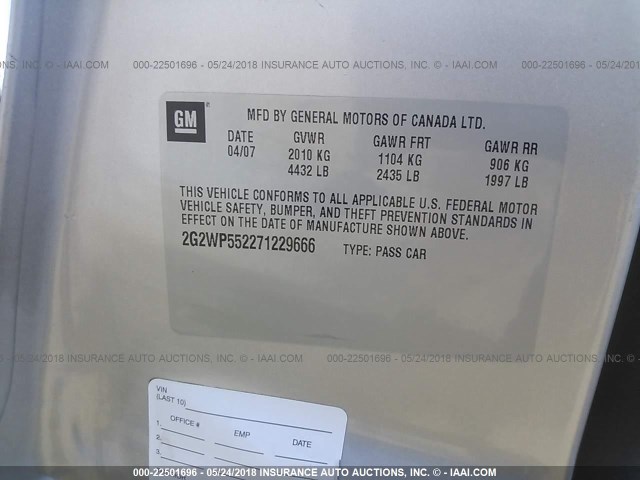 000-22501696 - 05/24/2018 INSURANCE AUTO AUCTIONS, INC. © - IAAI.COM
GM
®
MFD BY GENERAL MOTORS OF CANADA LTD.
DATE GVWR GAWR FRT GAWR RR
04/07 2010 KG 1104 KG 906 KG
4432 LB 2435 LB 1997 LB
THIS VEHICLE CONFORMS TO ALL APPLICABLE U.S. FEDERAL MOTOR
VEHICLE SAFETY, BUMPER, AND THEFT PREVENTION STANDARDS IN
EFFECT ON THE DATE OF MANUFACTURE SHOWN ABOVE.
2G2WP552271229666 TYPE: PASS CAR
INSURANCE AUTO AUCTIONS, INC. © - IAAI.COM
000-22501696 - 05/24/2018 INSURANCE AUTO AUCTIONS
VIN
(LAST 10)
OFFICE # EMP DATE
1.
2.
3.
000-22501696 - 05/24/2018 INSURANCE AUTO AUCTIONS, INC. © - IAAI.COM